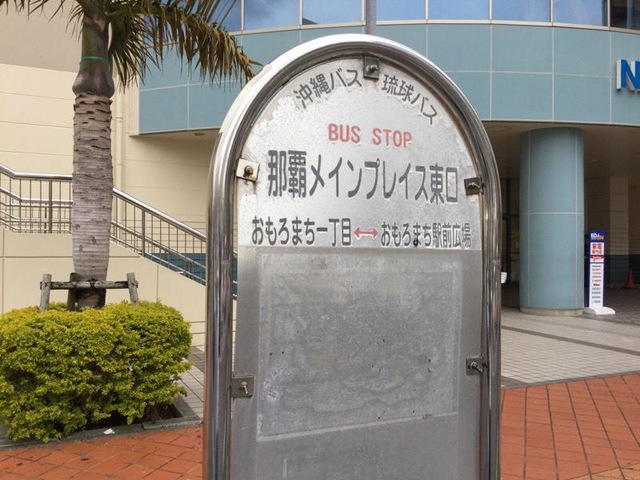 沖縄バス 琉球バス
BUS STOP
那覇メインプレイス東口
おもろまち一丁目↔おもろまち駅前広場
N